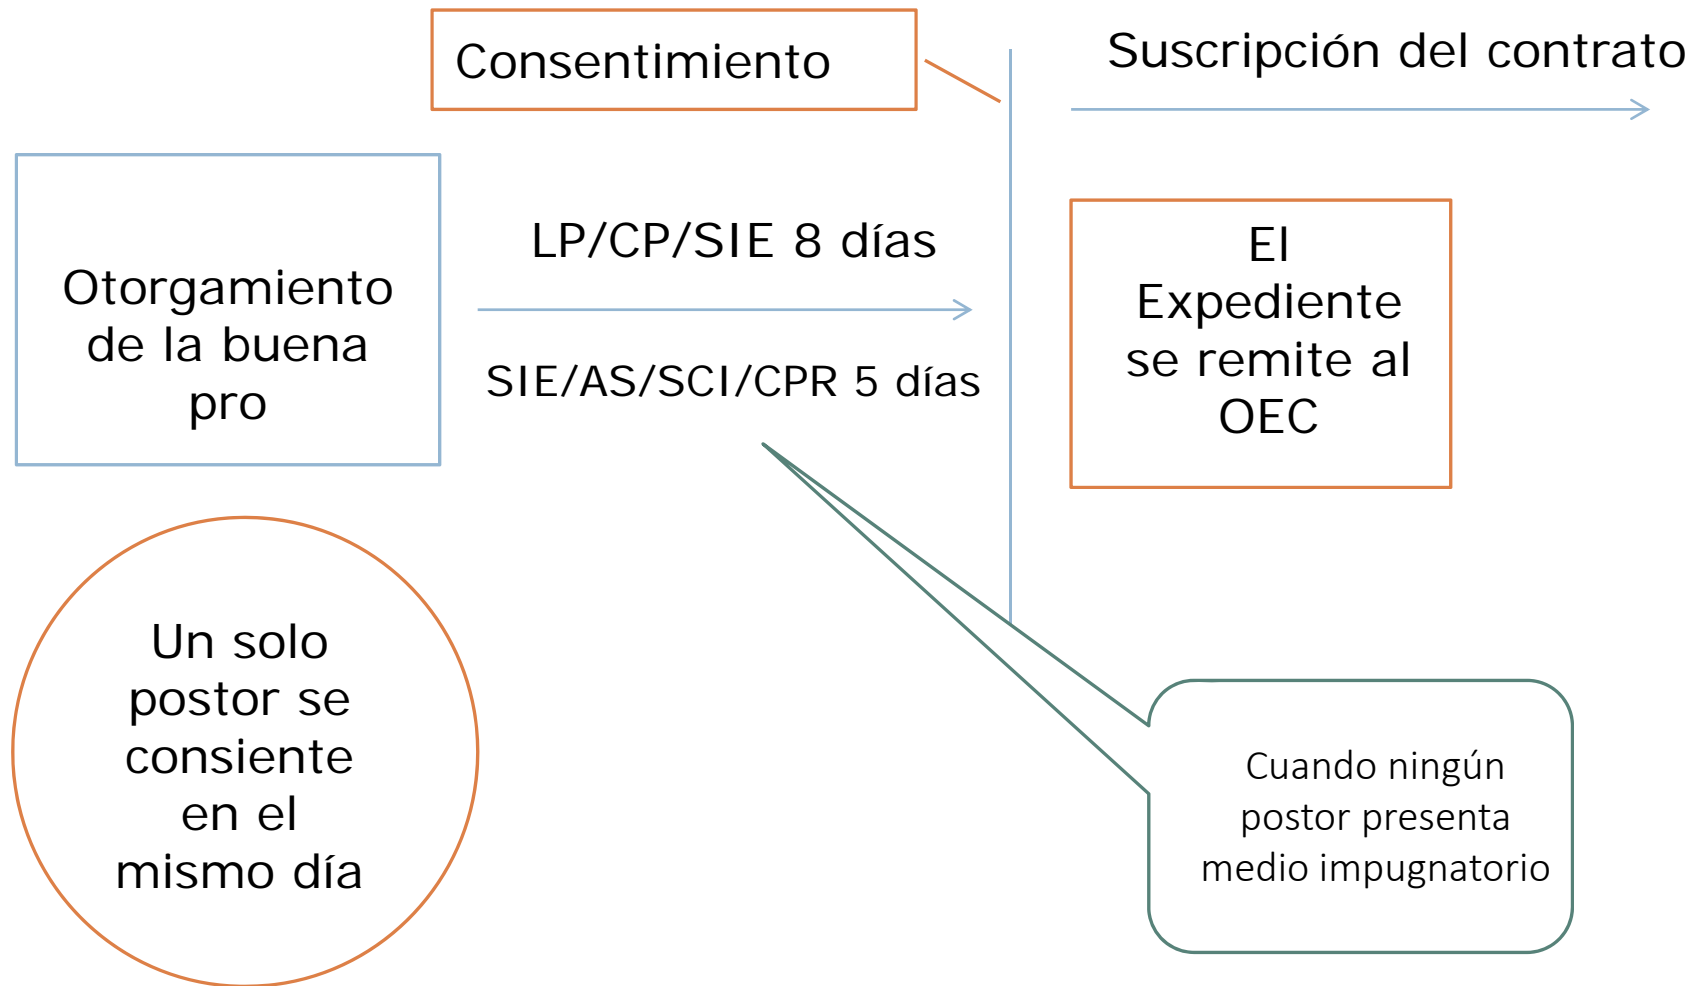 Consentimiento
Suscripción del contrato
Otorgamiento
de la buena
pro
LP/CP/SIE 8 días
SIE/AS/SCI/CPR 5 días
El
Expediente
se remite al
OEC
Un solo
postor se
consiente
en el
mismo día
Cuando ningún
postor presenta
medio impugnatorio